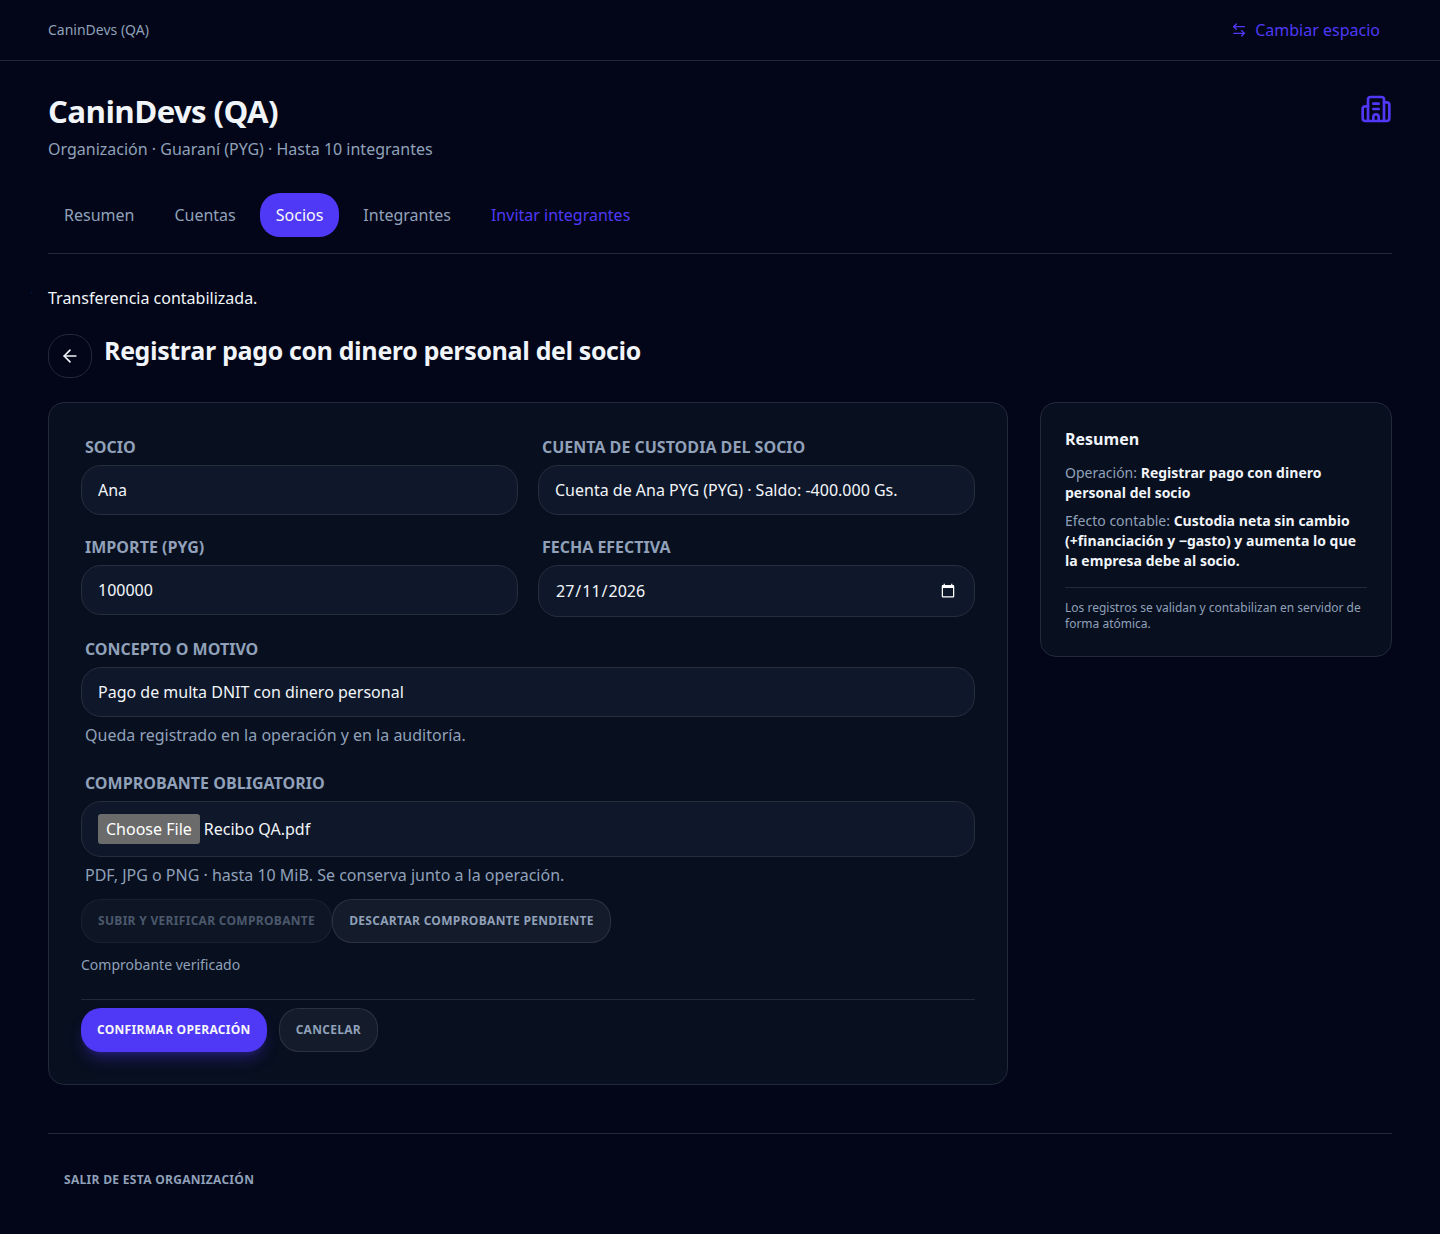 CaninDevs (QA)
Cambiar espacio
CaninDevs (QA)
Organización · Guaraní (PYG) · Hasta 10 integrantes
Resumen
Cuentas
Socios
Integrantes
Invitar integrantes
Transferencia contabilizada.
Registrar pago con dinero personal del socio
SOCIO
Ana
CUENTA DE CUSTODIA DEL SOCIO
Cuenta de Ana PYG (PYG) · Saldo: -400.000 Gs.
IMPORTE (PYG)
100000
FECHA EFECTIVA
27/11/2026
CONCEPTO O MOTIVO
Pago de multa DNIT con dinero personal
Queda registrado en la operación y en la auditoría.
COMPROBANTE OBLIGATORIO
Choose File Recibo QA.pdf
PDF, JPG o PNG · hasta 10 MiB. Se conserva junto a la operación.
SUBIR Y VERIFICAR COMPROBANTE
DESCARTAR COMPROBANTE PENDIENTE
Comprobante verificado
CONFIRMAR OPERACIÓN
CANCELAR
Resumen
Operación: Registrar pago con dinero
personal del socio
Efecto contable: Custodia neta sin cambio
(+financiación y −gasto) y aumenta lo que
la empresa debe al socio.
Los registros se validan y contabilizan en servidor de
forma atómica.
SALIR DE ESTA ORGANIZACIÓN